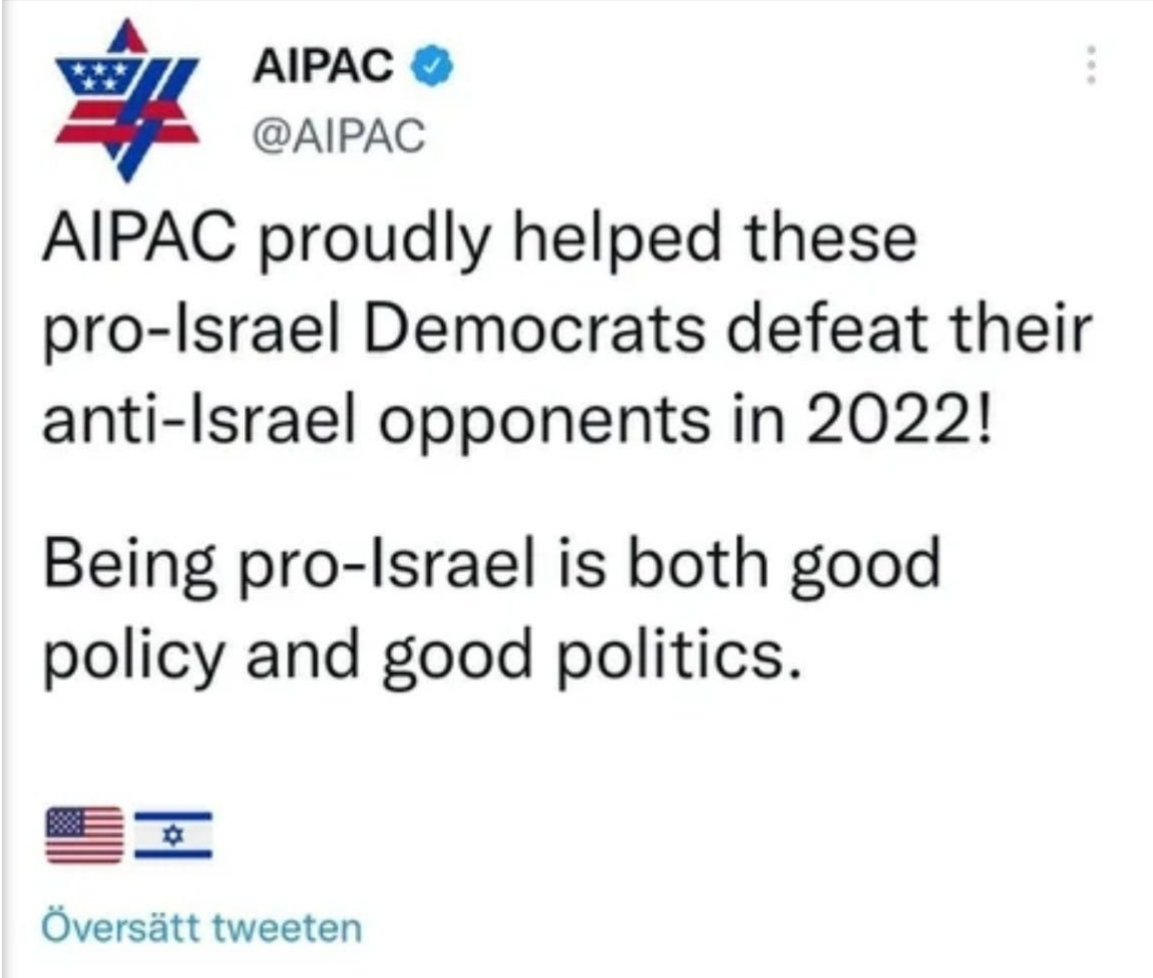 AIPAC
@AIPAC
AIPAC proudly helped these
pro-Israel Democrats defeat their
anti-Israel opponents in 2022!
Being pro-Israel is both good
policy and good politics.
Översätt tweeten